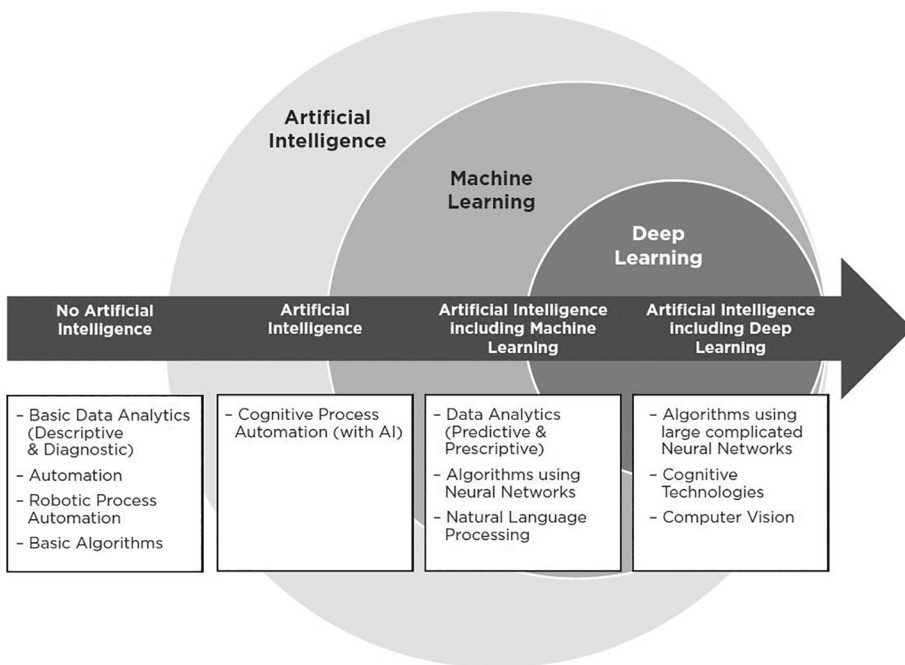 Artificial
Intelligence
Machine
Learning
Deep
Learning
No Artificial
Intelligence
Artificial
Intelligence
Artificial Intelligence
including Machine
Learning
Artificial Intelligence
including Deep
Learning
– Basic Data Analytics
(Descriptive
& Diagnostic)
– Automation
– Robotic Process
Automation
– Basic Algorithms
– Cognitive Process
Automation (with AI)
– Data Analytics
(Predictive &
Prescriptive)
– Algorithms using
Neural Networks
– Natural Language
Processing
– Algorithms using
large complicated
Neural Networks
– Cognitive
Technologies
– Computer Vision